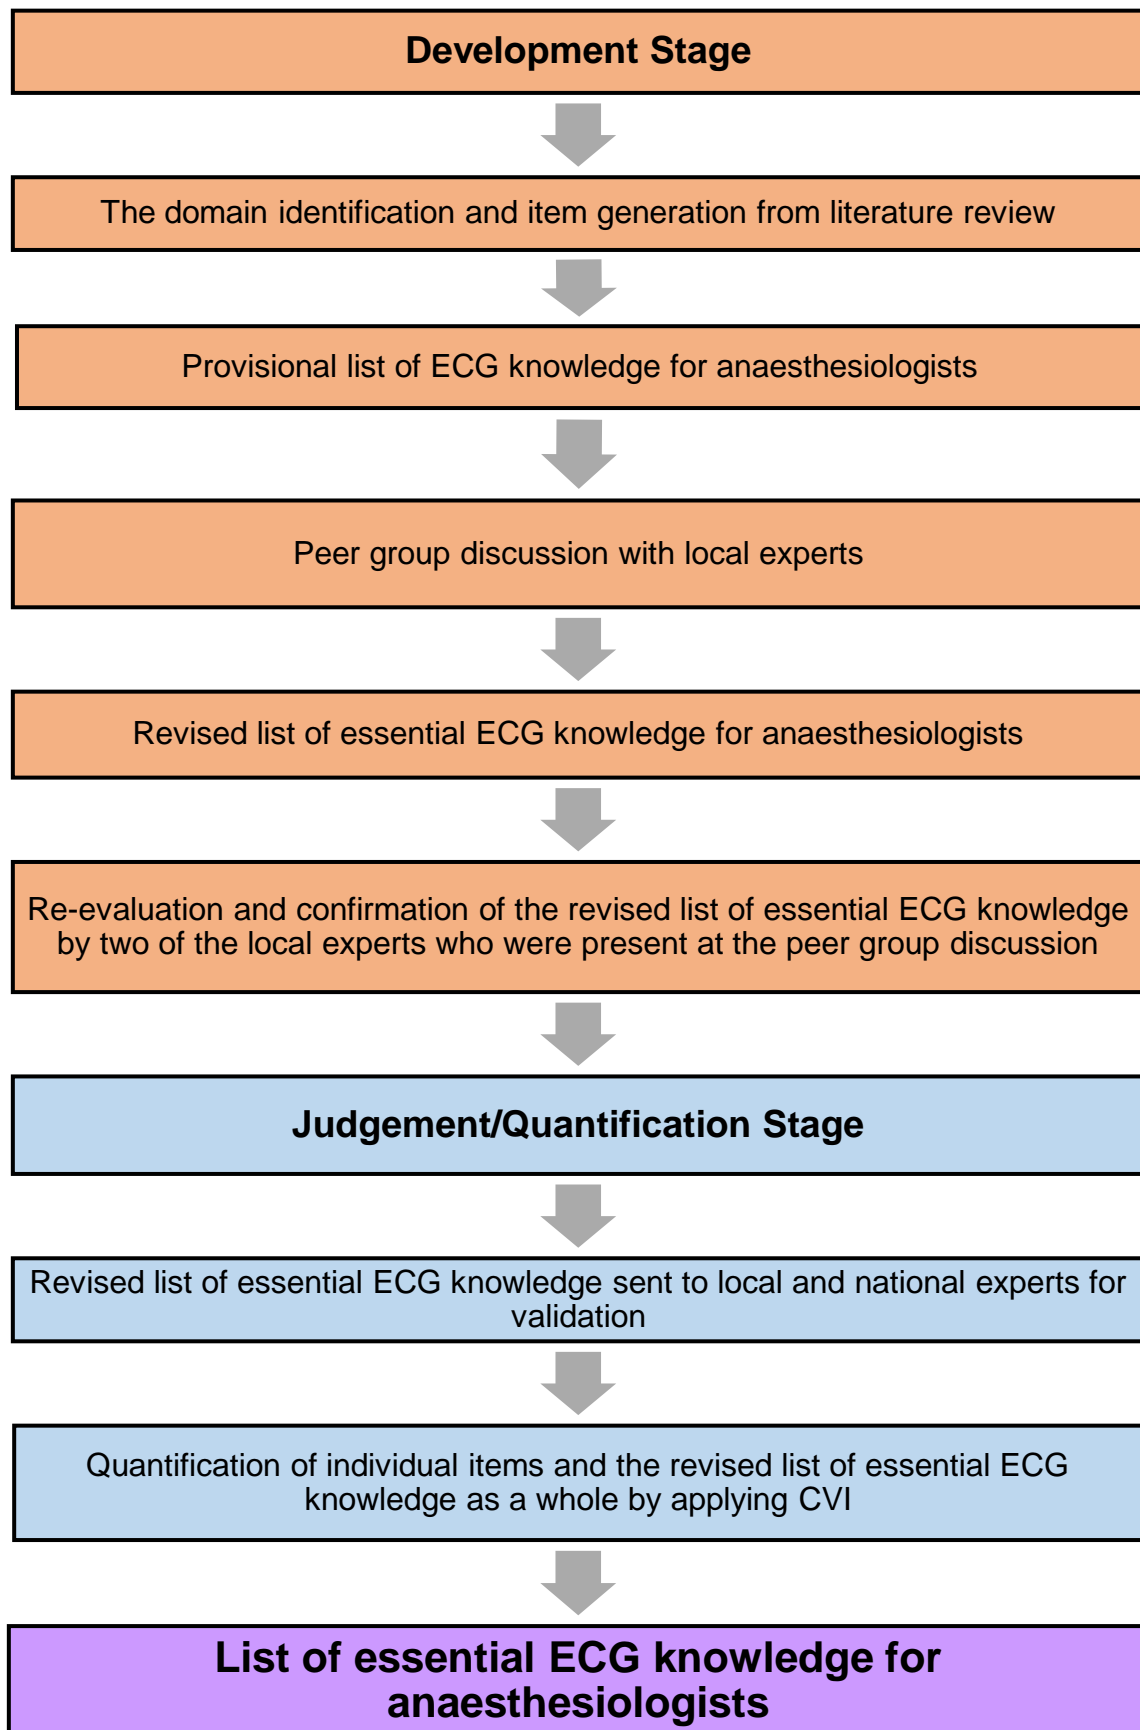 Development Stage
The domain identification and item generation from literature review
Provisional list of ECG knowledge for anaesthesiologists
Peer group discussion with local experts
Revised list of essential ECG knowledge for anaesthesiologists
Re-evaluation and confirmation of the revised list of essential ECG knowledge
by two of the local experts who were present at the peer group discussion
Judgement/Quantification Stage
Revised list of essential ECG knowledge sent to local and national experts for
validation
Quantification of individual items and the revised list of essential ECG
knowledge as a whole by applying CVI
List of essential ECG knowledge for
anaesthesiologists